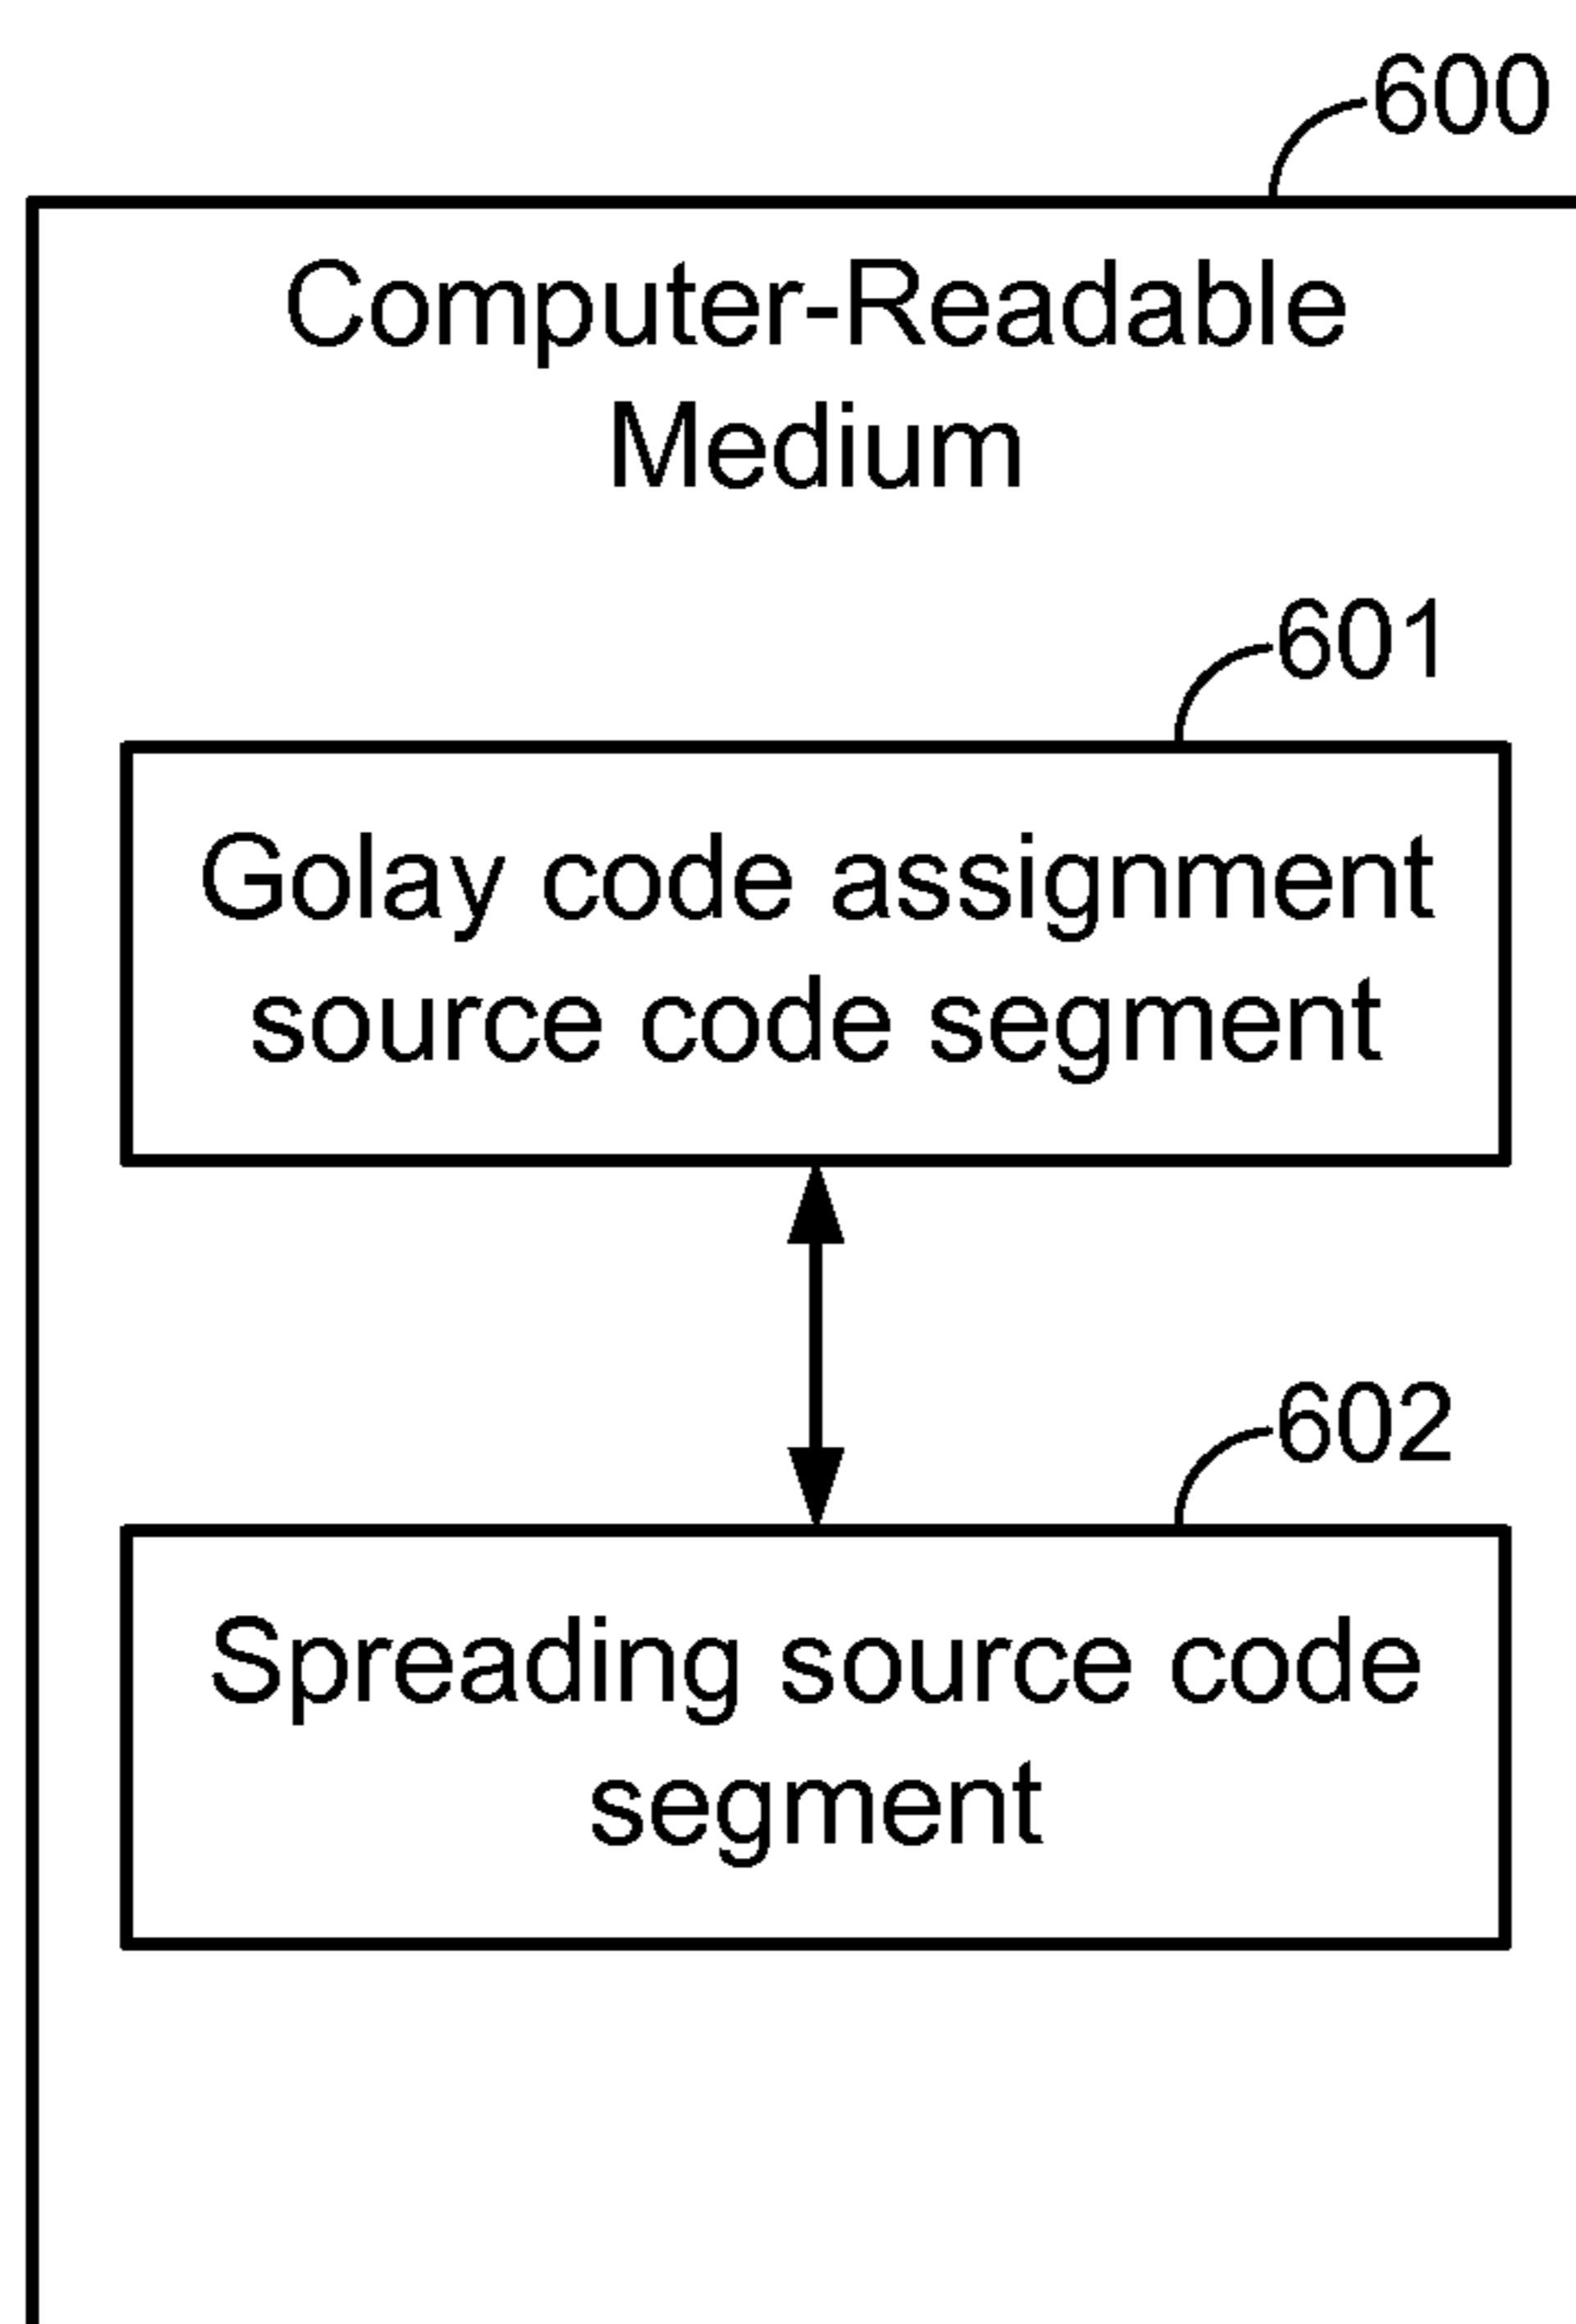 600
Computer-Readable
Medium
601
Golay code assignment
source code segment
602
Spreading source code
segment